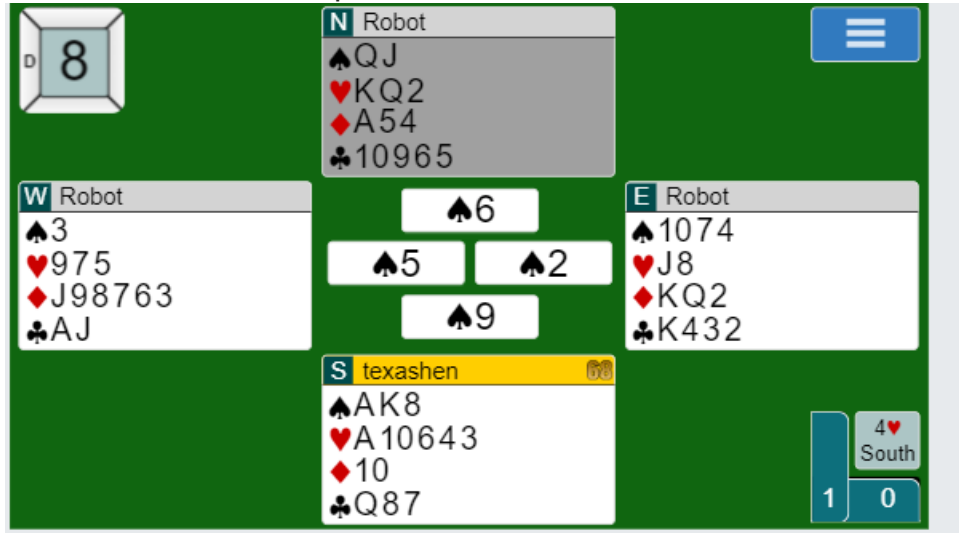 D 8
N Robot
♠QJ
♥KQ2
♦A54
♣10965
W Robot
♠3
♥975
♦J98763
♣AJ
♠6
♠5 ♠2
♠9
E Robot
♠1074
♥J8
♦KQ2
♣K432
S texashen 68
♠AK8
♥A10643
♦10
♣Q87
4♥
South
1 0